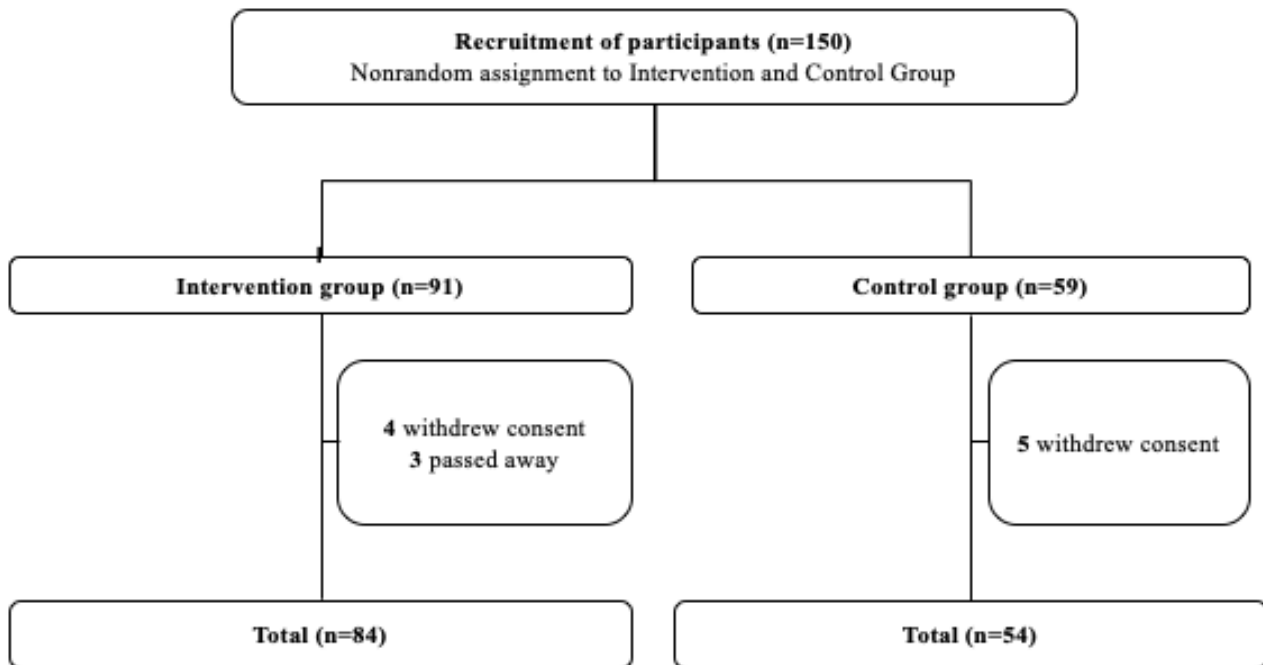 Recruitment of participants (n=150)
Nonrandom assignment to Intervention and Control Group
Intervention group (n=91)
Control group (n=59)
4 withdrew consent
3 passed away
5 withdrew consent
Total (n=84)
Total (n=54)